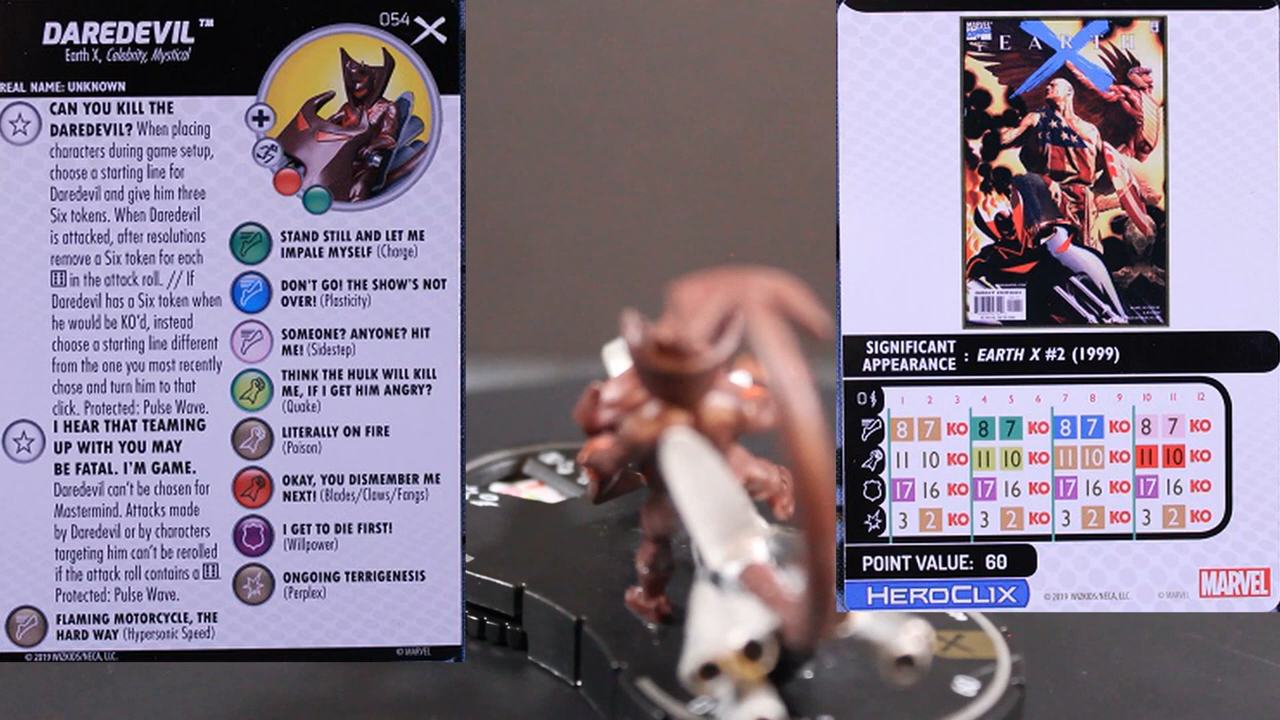 DAREDEVIL™
054
Earth X, Celebrity, Mystical
REAL NAME: UNKNOWN
CAN YOU KILL THE
DAREDEVIL? When placing
characters during game setup,
choose a starting line for
Daredevil and give him three
Six tokens. When Daredevil
is attacked, after resolutions
remove a Six token for each
⚅ in the attack roll. // If
Daredevil has a Six token when
he would be KO'd, instead
choose a starting line different
from the one you most recently
chose and turn him to that
click. Protected: Pulse Wave.
I HEAR THAT TEAMING
UP WITH YOU MAY
BE FATAL. I'M GAME.
Daredevil can't be chosen for
Mastermind. Attacks made
by Daredevil or by characters
targeting him can't be rerolled
if the attack roll contains a ⚅.
Protected: Pulse Wave.
FLAMING MOTORCYCLE, THE
HARD WAY (Hypersonic Speed)
STAND STILL AND LET ME
IMPALE MYSELF (Charge)
DON'T GO! THE SHOW'S NOT
OVER! (Plasticity)
SOMEONE? ANYONE? HIT
ME! (Sidestep)
THINK THE HULK WILL KILL
ME, IF I GET HIM ANGRY?
(Quake)
LITERALLY ON FIRE
(Poison)
OKAY, YOU DISMEMBER ME
NEXT! (Blades/Claws/Fangs)
I GET TO DIE FIRST!
(Willpower)
ONGOING TERRIGENESIS
(Perplex)
© 2019 WIZKIDS/NECA, LLC.
© MARVEL
EARTH X
SIGNIFICANT
APPEARANCE : EARTH X #2 (1999)
0 1 2 3 4 5 6 7 8 9 10 11 12
8 7 KO 8 7 KO 8 7 KO 8 7 KO
11 10 KO 11 10 KO 11 10 KO 11 10 KO
17 16 KO 17 16 KO 17 16 KO 17 16 KO
3 2 KO 3 2 KO 3 2 KO 3 2 KO
POINT VALUE: 60
HEROCLIX
© 2019 WIZKIDS/NECA, LLC.
© MARVEL
MARVEL